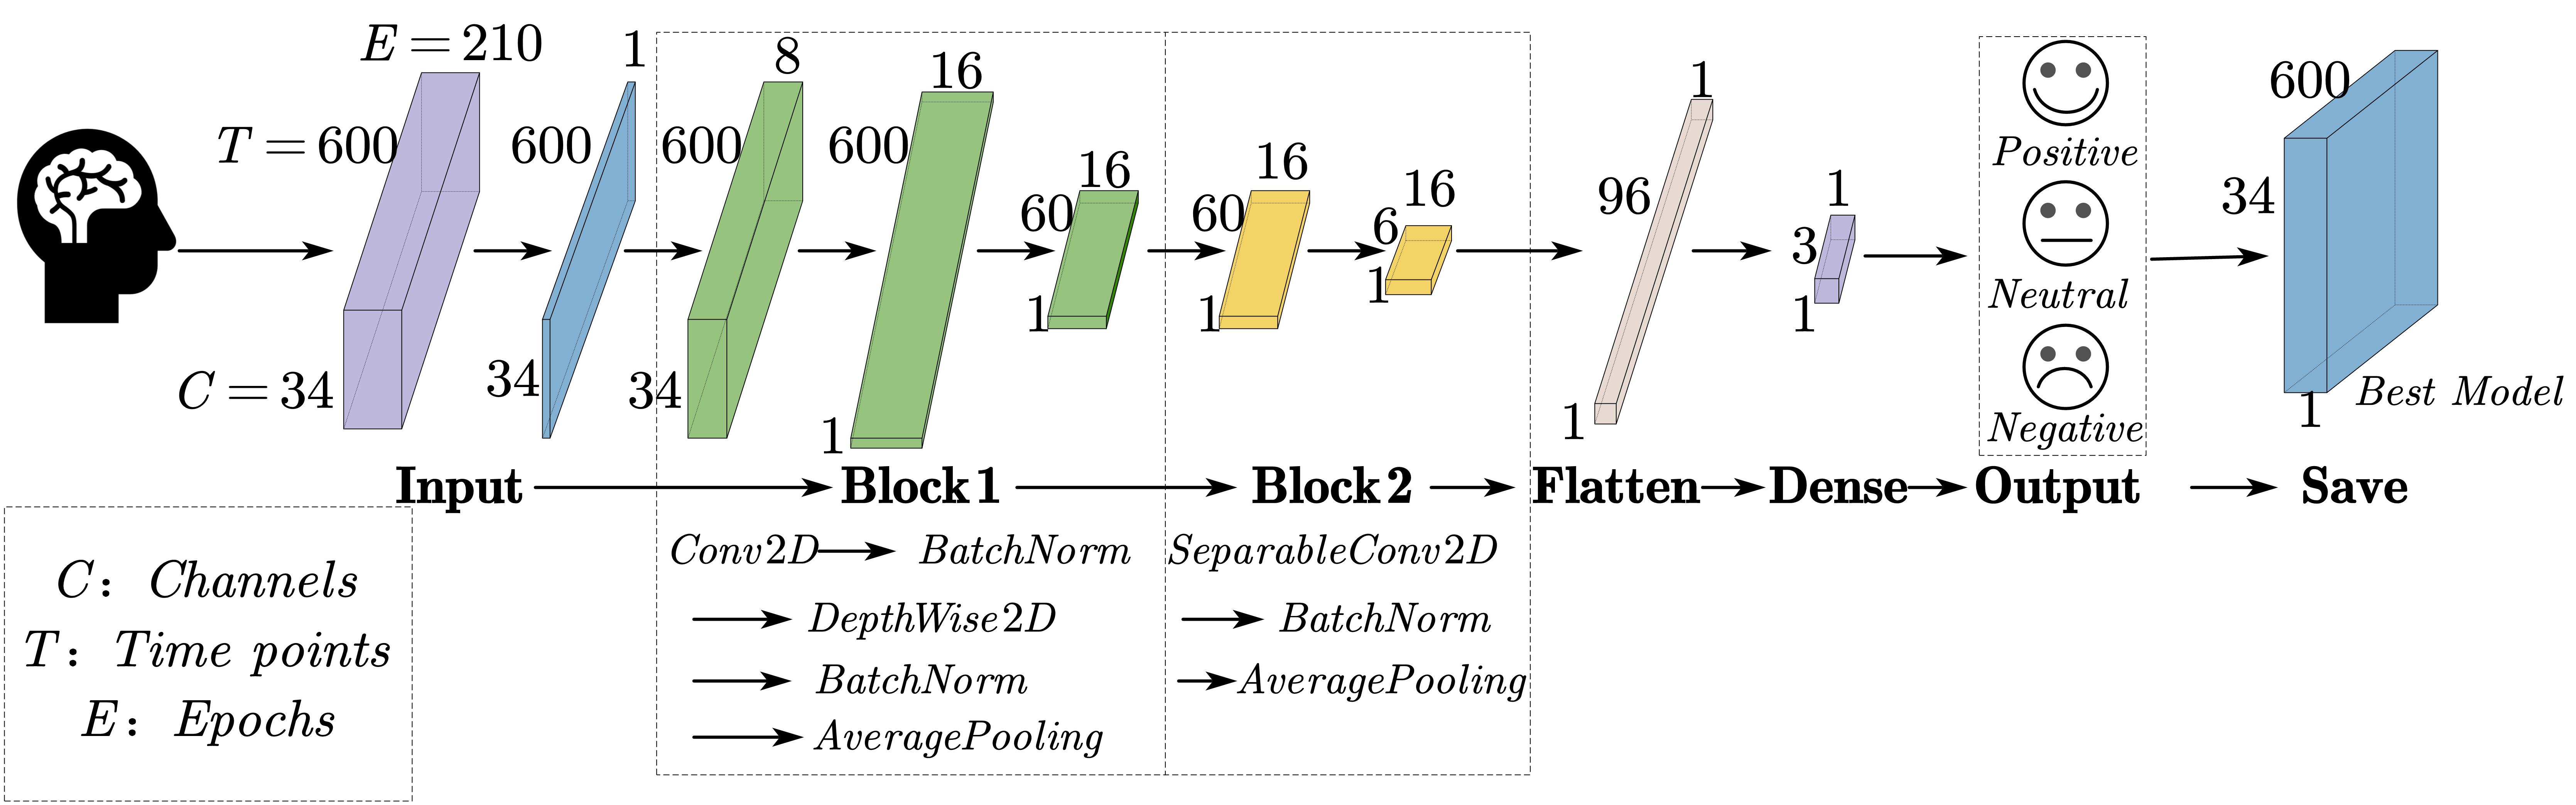 E = 210
T = 600
C = 34
1
600
34
8
600
34
16
600
1
16
60
1
16
60
1
16
6
1
1
96
1
1
3
1
Positive
Neutral
Negative
600
34
1
Best Model
Input
Block 1
Block 2
Flatten
Dense
Output
Save
C: Channels
T: Time points
E: Epochs
Conv2D
BatchNorm
DepthWise2D
BatchNorm
AveragePooling
SeparableConv2D
BatchNorm
AveragePooling